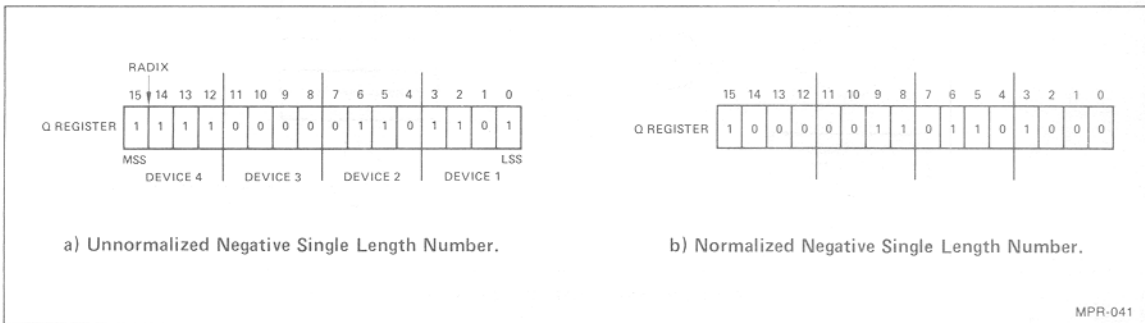 RADIX
15 14 13 12 11 10 9 8 7 6 5 4 3 2 1 0
Q REGISTER 1 1 1 1 0 0 0 0 0 1 1 0 1 1 0 1
MSS LSS
DEVICE 4 DEVICE 3 DEVICE 2 DEVICE 1
a) Unnormalized Negative Single Length Number.
15 14 13 12 11 10 9 8 7 6 5 4 3 2 1 0
Q REGISTER 1 0 0 0 0 0 1 1 0 1 1 0 1 0 0 0
b) Normalized Negative Single Length Number.
MPR-041